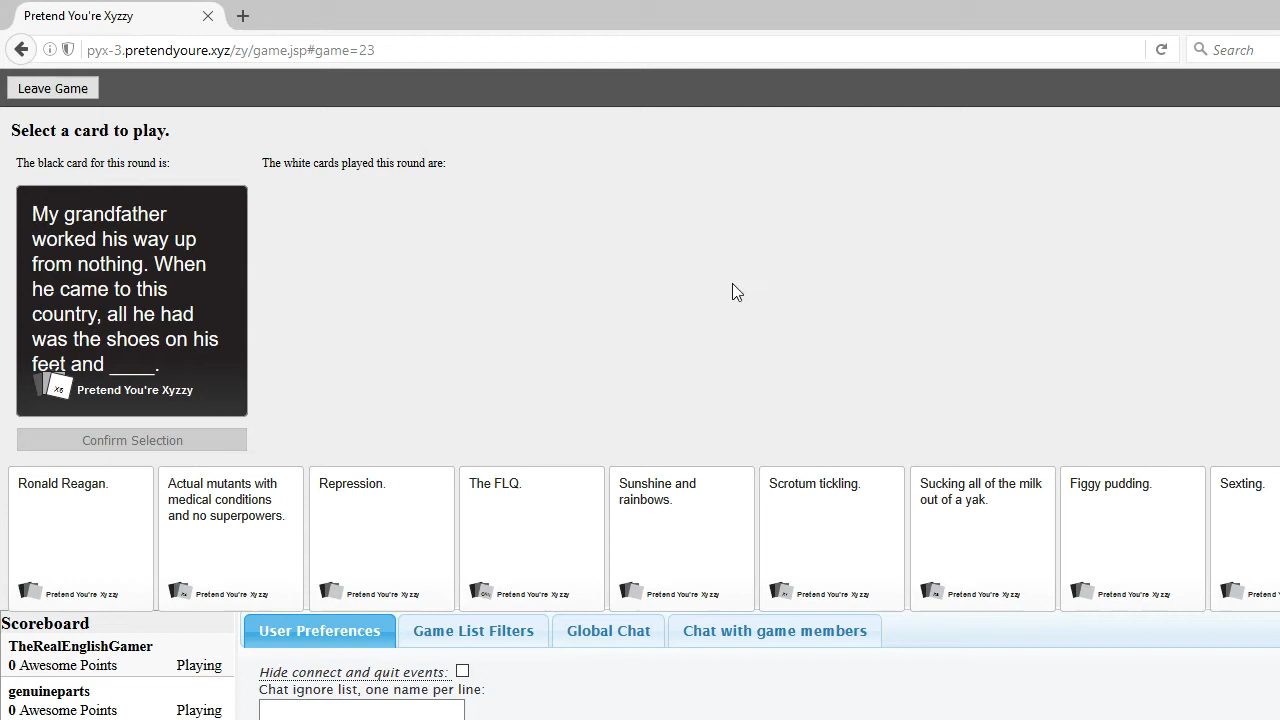 Pretend You're Xyzzy
pyx-3.pretendyoure.xyz/zy/game.jsp#game=23
Search
Leave Game
Select a card to play.
The black card for this round is:
The white cards played this round are:
My grandfather
worked his way up
from nothing. When
he came to this
country, all he had
was the shoes on his
feet and ____.
Pretend You're Xyzzy
Confirm Selection
Ronald Reagan.
Pretend You're Xyzzy
Actual mutants with
medical conditions
and no superpowers.
Pretend You're Xyzzy
Repression.
Pretend You're Xyzzy
The FLQ.
Pretend You're Xyzzy
Sunshine and
rainbows.
Pretend You're Xyzzy
Scrotum tickling.
Pretend You're Xyzzy
Sucking all of the milk
out of a yak.
Pretend You're Xyzzy
Figgy pudding.
Pretend You're Xyzzy
Sexting.
Scoreboard
TheRealEnglishGamer
0 Awesome Points Playing
genuineparts
0 Awesome Points Playing
User Preferences
Game List Filters
Global Chat
Chat with game members
Hide connect and quit events:
Chat ignore list, one name per line: